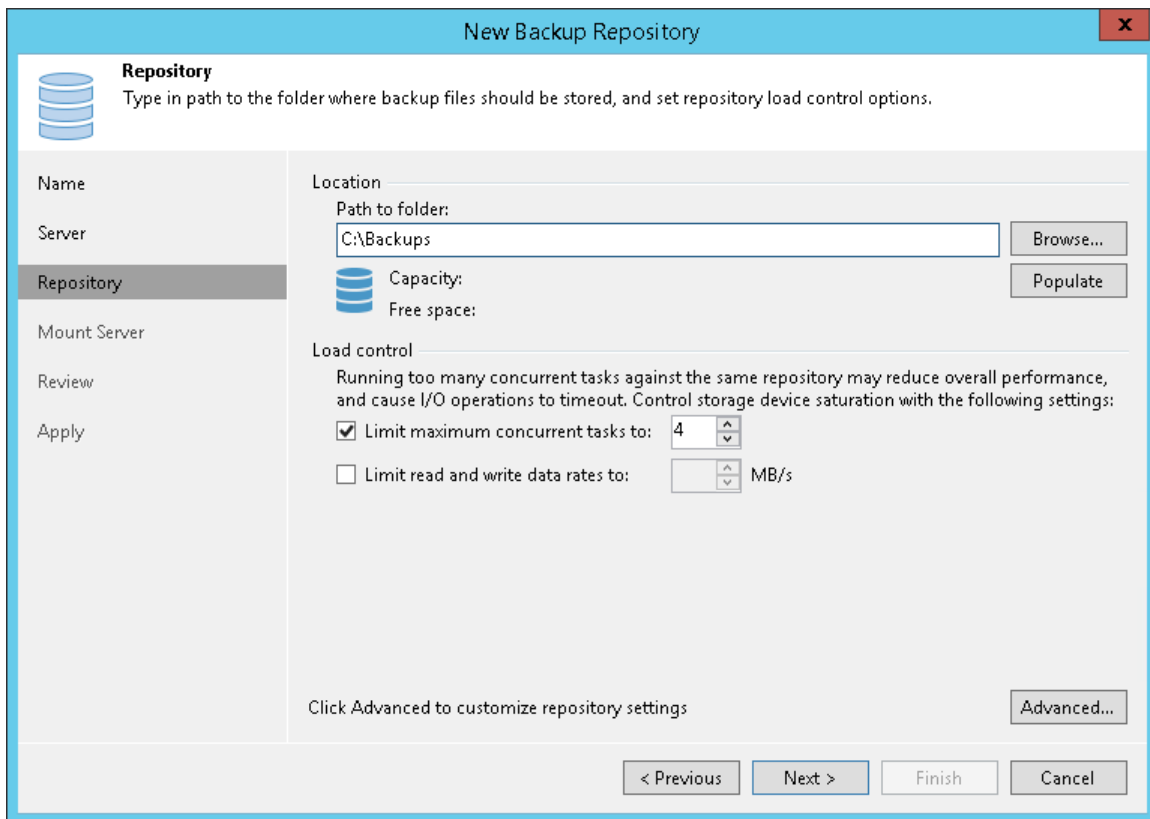 New Backup Repository
x
Repository
Type in path to the folder where backup files should be stored, and set repository load control options.
Name
Server
Repository
Mount Server
Review
Apply
Location
Path to folder:
C:\Backups
Browse...
Capacity:
Populate
Free space:
Load control
Running too many concurrent tasks against the same repository may reduce overall performance,
and cause I/O operations to timeout. Control storage device saturation with the following settings:
Limit maximum concurrent tasks to: 4
Limit read and write data rates to: MB/s
Click Advanced to customize repository settings
Advanced...
< Previous
Next >
Finish
Cancel